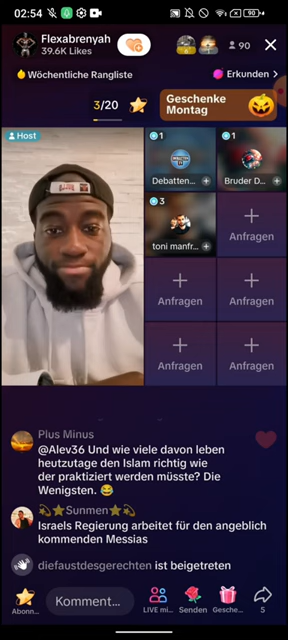 02:54
90
Flexabrenyah
39.6K Likes
90
Wöchentliche Rangliste
Erkunden >
3/20
Geschenke
Montag
Host
1
1
Debatten...
Bruder D...
3
toni manfr...
Anfragen
Anfragen
Anfragen
Anfragen
Anfragen
Plus Minus
@Alev36 Und wie viele davon leben
heutzutage den Islam richtig wie
der praktiziert werden müsste? Die
Wenigsten. 😂
💫⭐Sunmen⭐💫
Israels Regierung arbeitet für den angeblich
kommenden Messias
diefaustdesgerechten ist beigetreten
Abonn...
Komment...
LIVE mi...
Senden
Gesche...
5